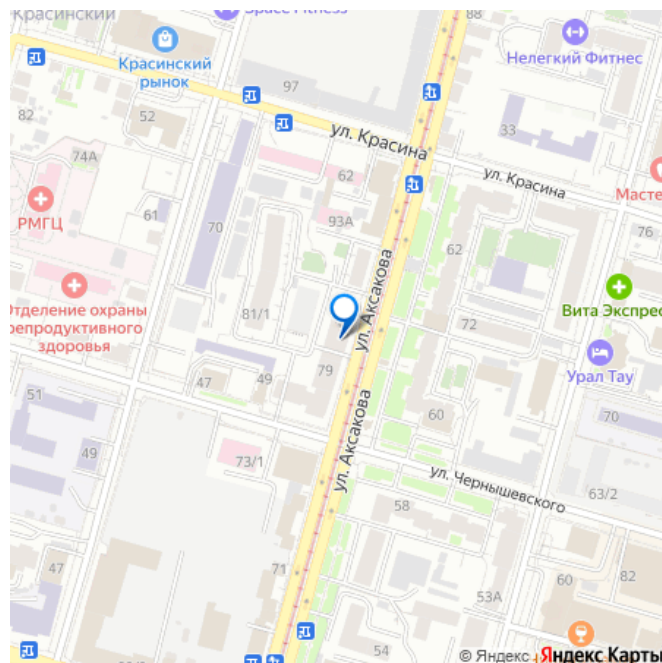 Красинский
Space Fitness
88
Нелегкий Фитнес
Красинский
рынок
97
82
52
33
ул. Красина
74А
62
ул. Красина
Масте
РМГЦ
61
93А
76
70
62
ул. Аксакова
Отделение охраны
репродуктивного
здоровья
81/1
Вита Экспрес
72
79
Урал Тау
47
49
51
ул. Аксакова
60
70
49
73/1
ул. Чернышевского
63/2
58
47
71
53А
60
82
54
© Яндекс
Яндекс Карты